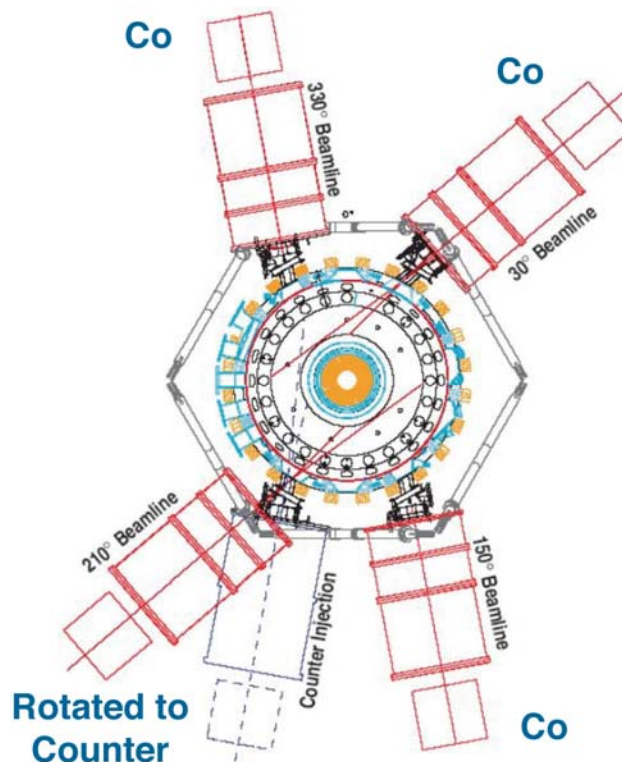 Co
Co
330° Beamline
30° Beamline
210° Beamline
Counter Injection
150° Beamline
Rotated to
Counter
Co